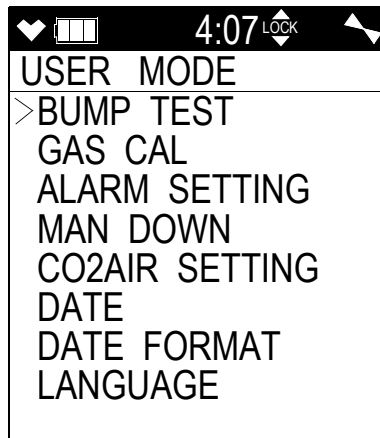 4:07 LOCK
USER MODE
>BUMP TEST
GAS CAL
ALARM SETTING
MAN DOWN
CO2AIR SETTING
DATE
DATE FORMAT
LANGUAGE